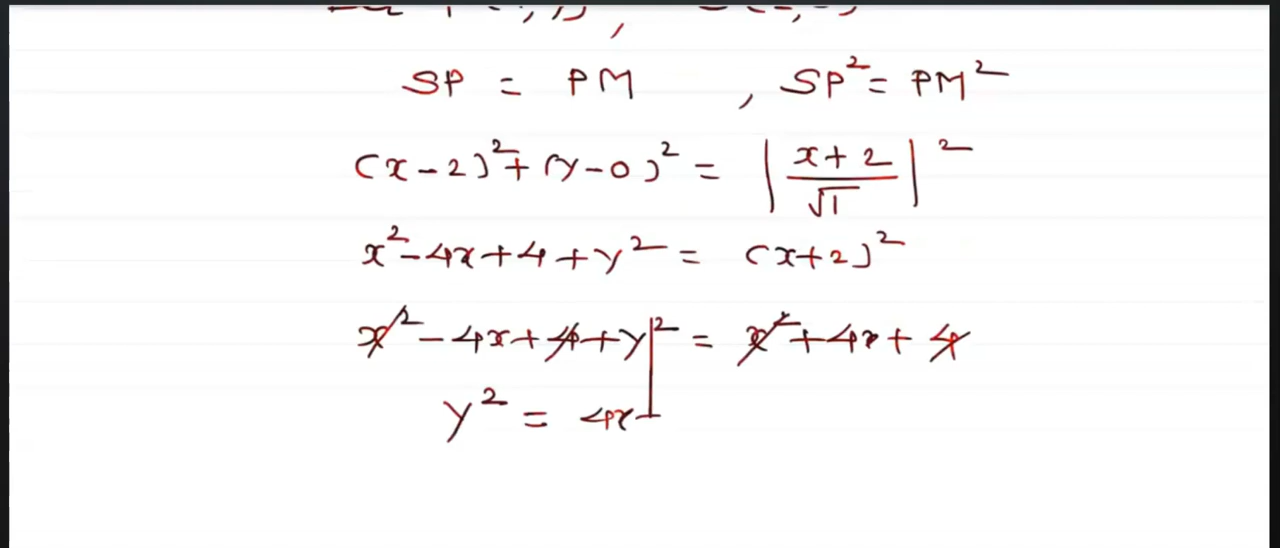 SP = PM , SP² = PM²
(x-2)² + (y-0)² = |x+2/√1|²
x² - 4x + 4 + y² = (x+2)²
x² - 4x + 4 + y² = x² + 4x + 4
y² = 4x